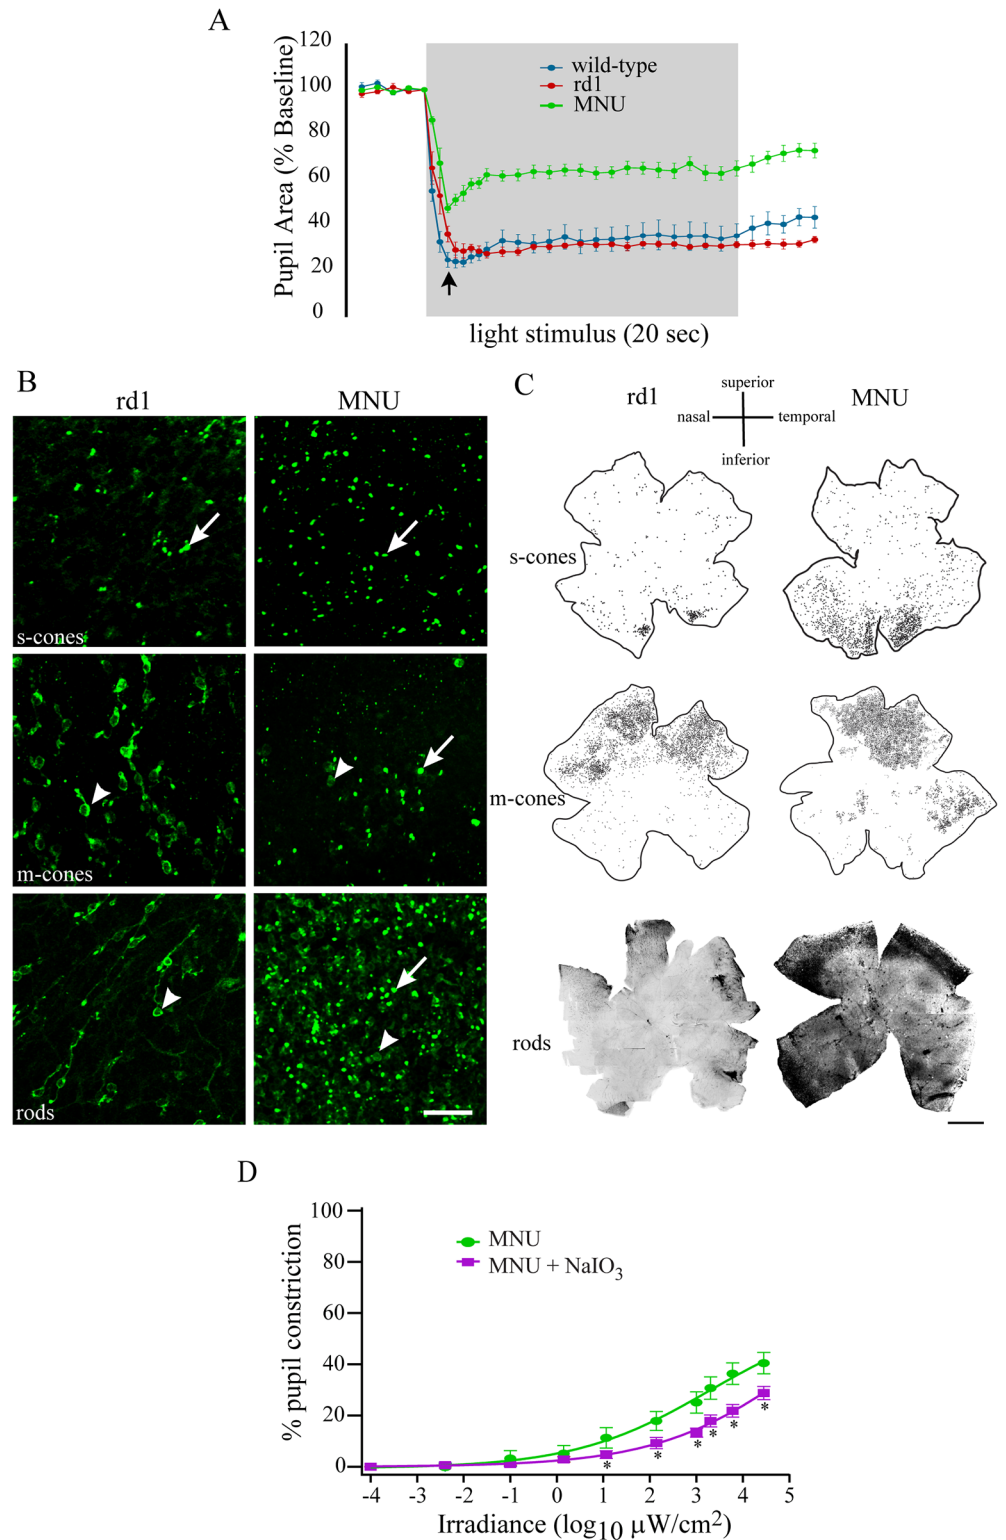 A
120
100
80
60
40
20
0
Pupil Area (% Baseline)
wild-type
rd1
MNU
light stimulus (20 sec)
B
rd1
MNU
s-cones
m-cones
rods
C
rd1
superior
nasal
temporal
inferior
MNU
s-cones
m-cones
rods
D
100
80
60
40
20
0
% pupil constriction
MNU
MNU + NaIO3
* * * * * *
-4 -3 -2 -1 0 1 2 3 4 5
Irradiance (log10 µW/cm2)